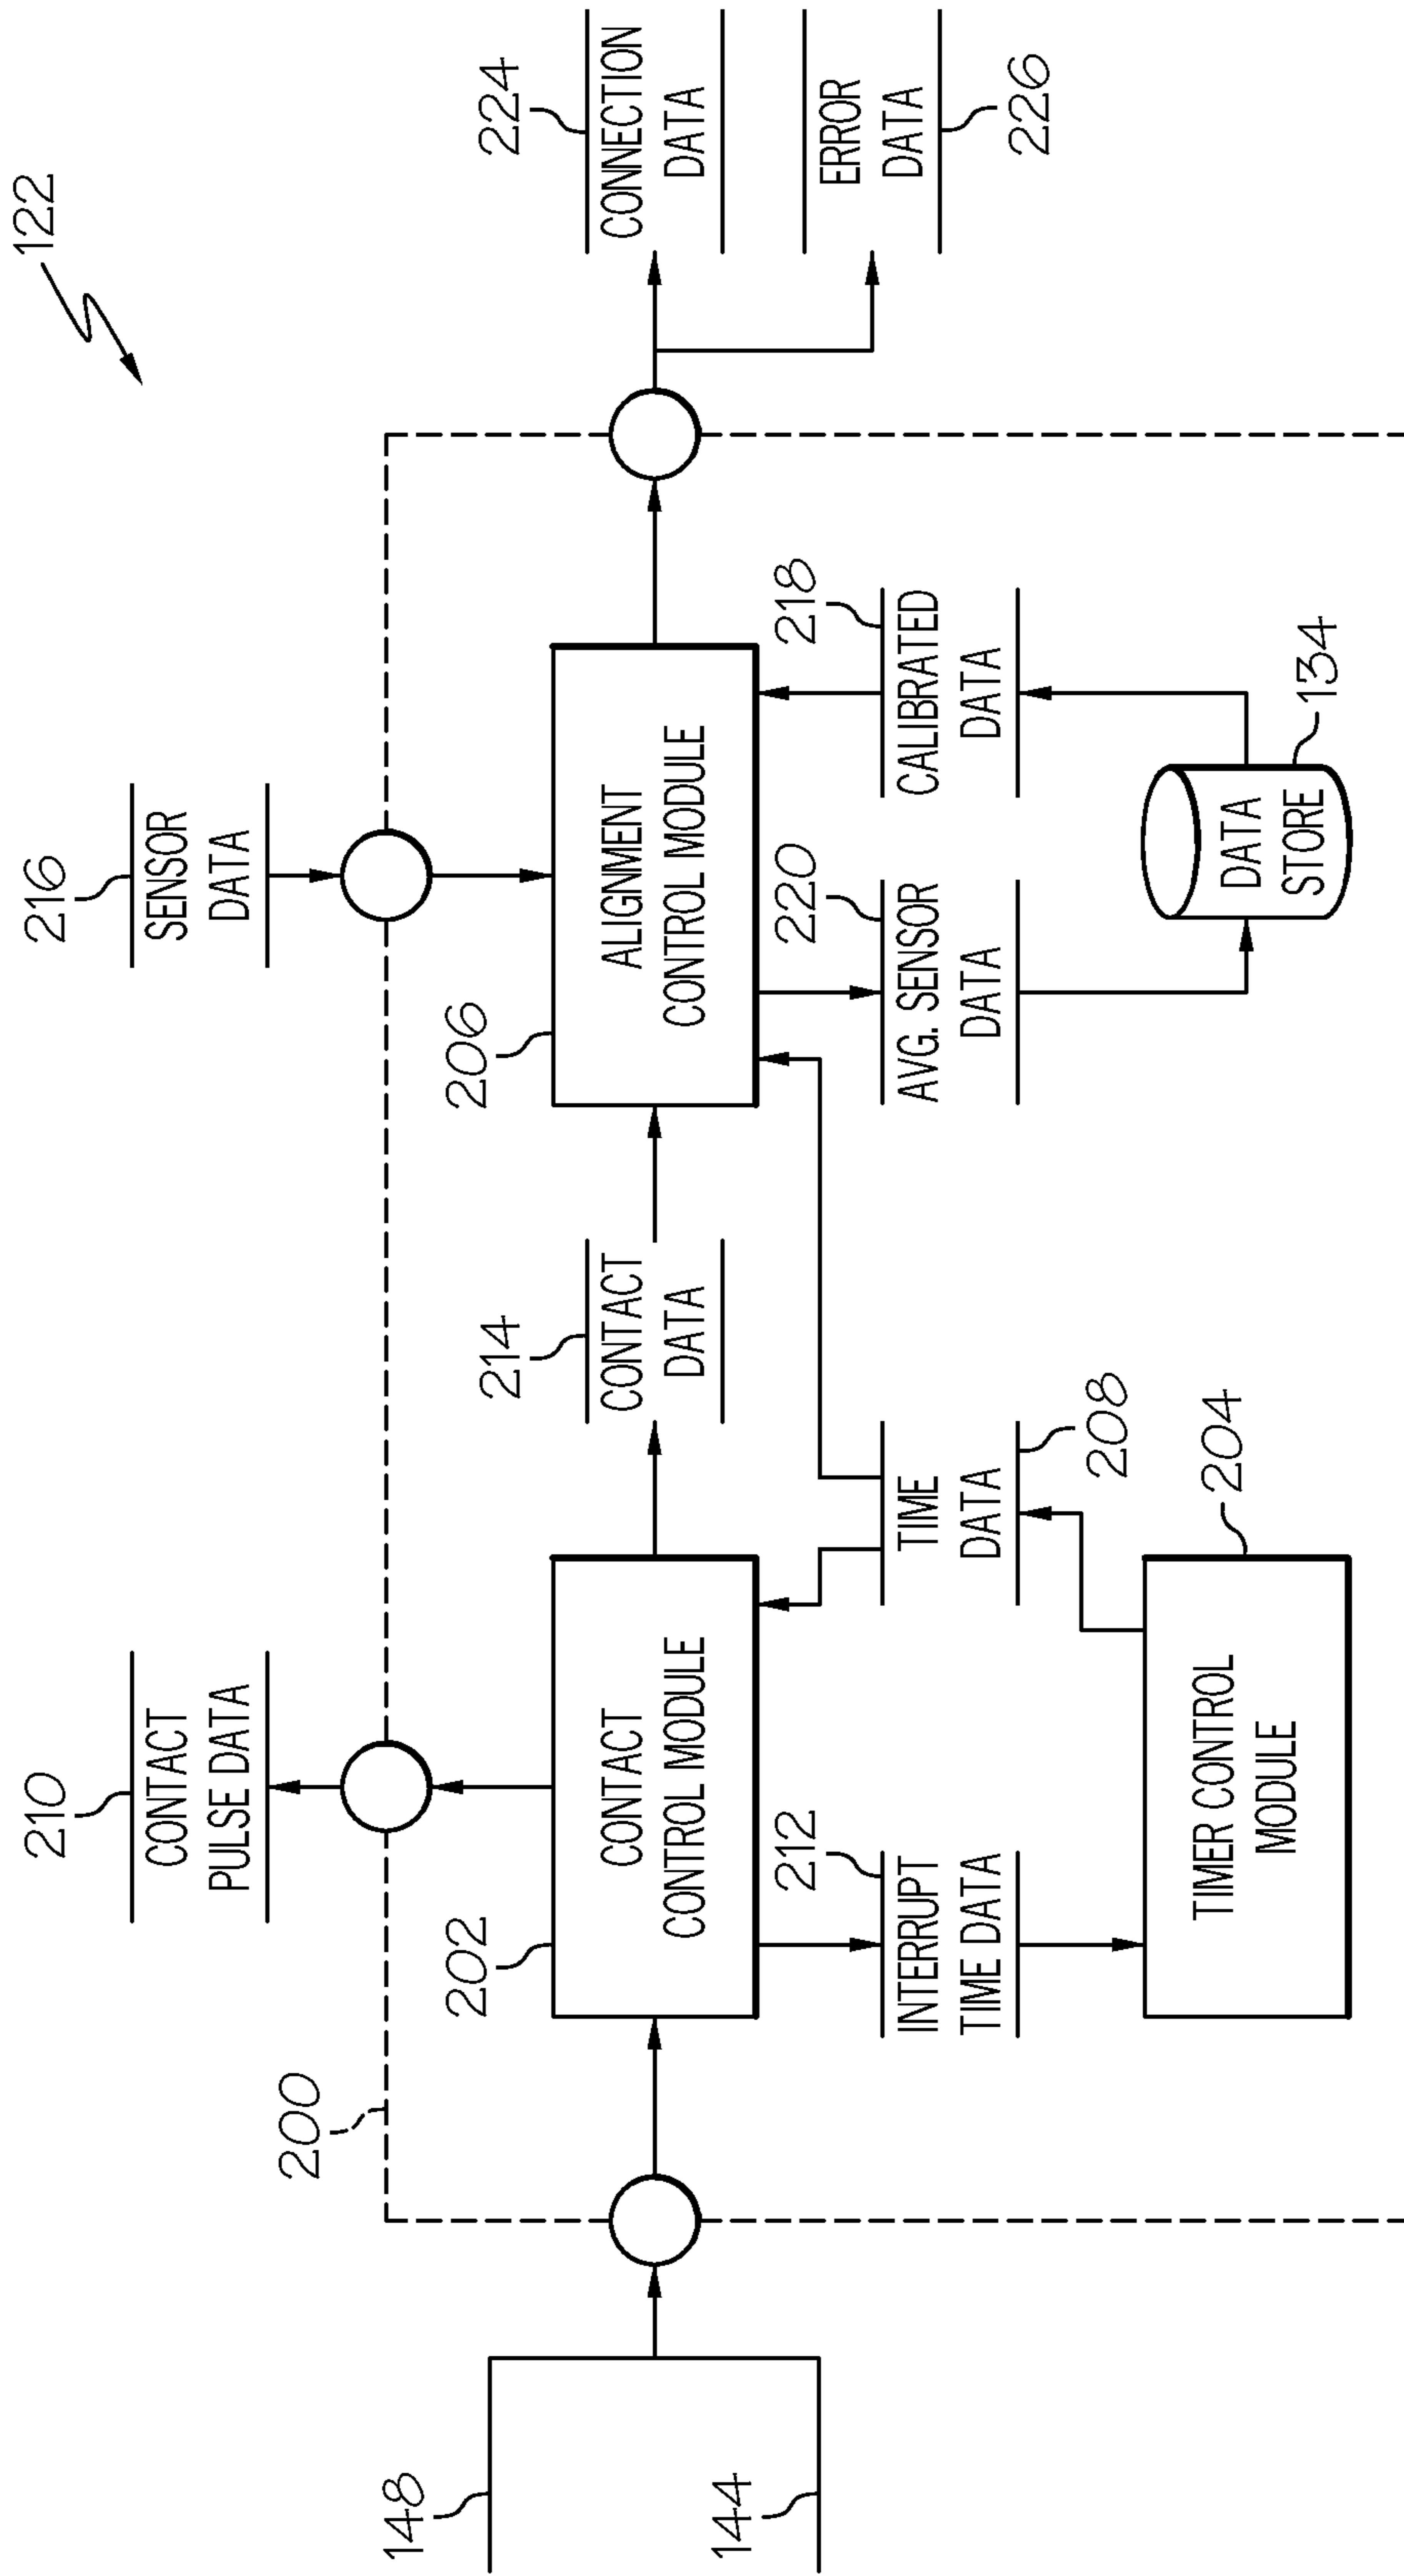 122
210
CONTACT
PULSE DATA
216
SENSOR
DATA
200
202
CONTACT
CONTROL MODULE
214
CONTACT
DATA
206
ALIGNMENT
CONTROL MODULE
224
CONNECTION
DATA
ERROR
DATA
226
148
144
212
INTERRUPT
TIME DATA
TIME
DATA
208
220
AVG. SENSOR
DATA
218
CALIBRATED
DATA
TIMER CONTROL
MODULE
204
DATA
STORE
134